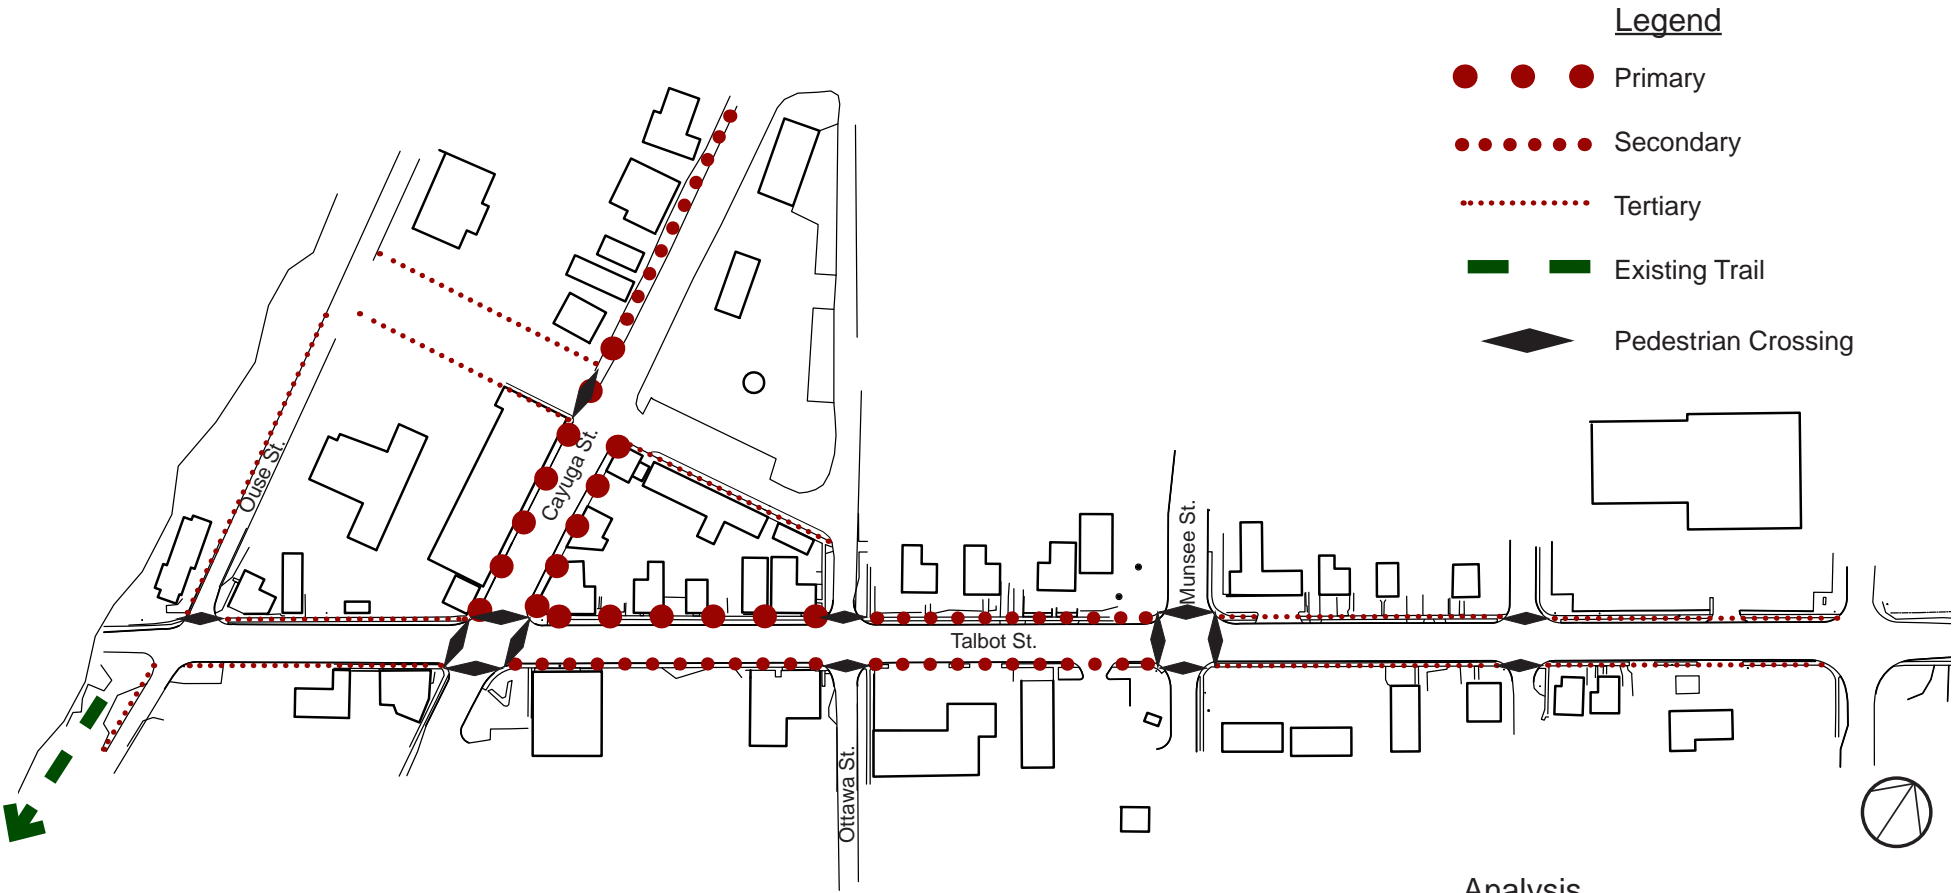 Legend
Primary
Secondary
Tertiary
Existing Trail
Pedestrian Crossing
Ouse St.
Cayuga St.
Munsee St.
Talbot St.
Ottawa St.
Analysis